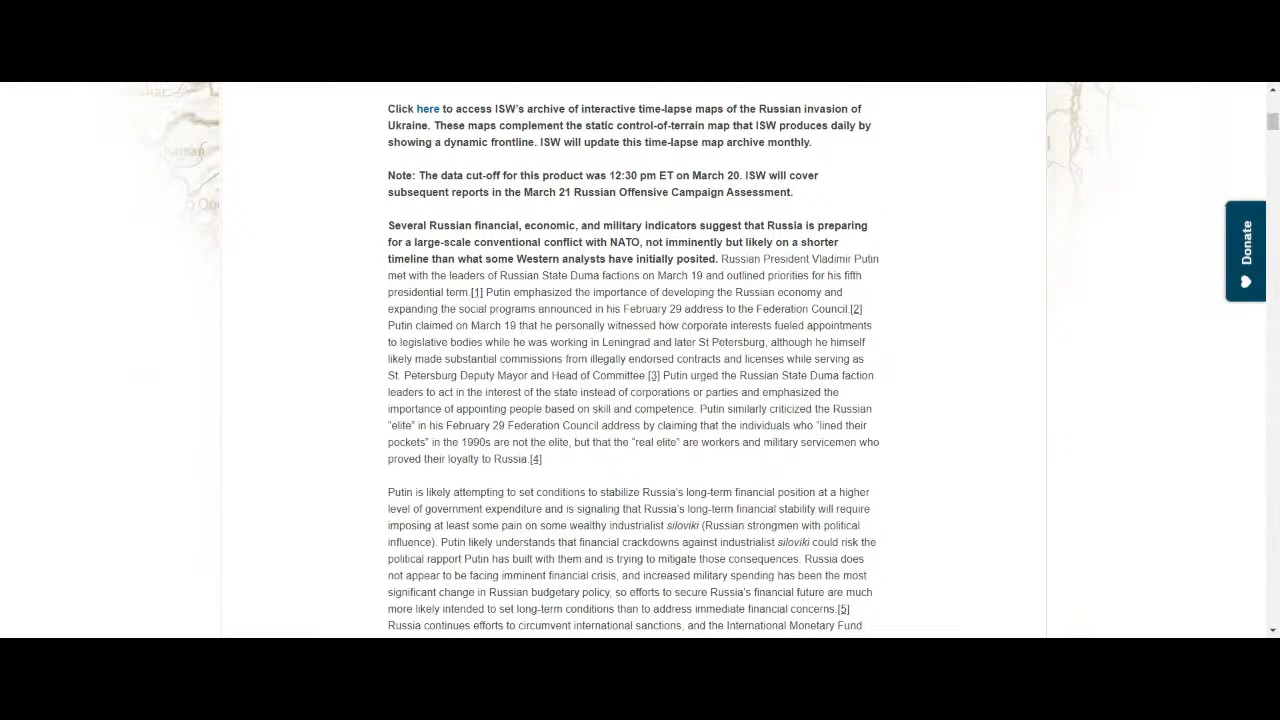 Click here to access ISW's archive of interactive time-lapse maps of the Russian invasion of
Ukraine. These maps complement the static control-of-terrain map that ISW produces daily by
showing a dynamic frontline. ISW will update this time-lapse map archive monthly.
Note: The data cut-off for this product was 12:30 pm ET on March 20. ISW will cover
subsequent reports in the March 21 Russian Offensive Campaign Assessment.
Several Russian financial, economic, and military indicators suggest that Russia is preparing
for a large-scale conventional conflict with NATO, not imminently but likely on a shorter
timeline than what some Western analysts have initially posited. Russian President Vladimir Putin
met with the leaders of Russian State Duma factions on March 19 and outlined priorities for his fifth
presidential term.[1] Putin emphasized the importance of developing the Russian economy and
expanding the social programs announced in his February 29 address to the Federation Council.[2]
Putin claimed on March 19 that he personally witnessed how corporate interests fueled appointments
to legislative bodies while he was working in Leningrad and later St Petersburg, although he himself
likely made substantial commissions from illegally endorsed contracts and licenses while serving as
St. Petersburg Deputy Mayor and Head of Committee.[3] Putin urged the Russian State Duma faction
leaders to act in the interest of the state instead of corporations or parties and emphasized the
importance of appointing people based on skill and competence. Putin similarly criticized the Russian
“elite” in his February 29 Federation Council address by claiming that the individuals who “lined their
pockets” in the 1990s are not the elite, but that the “real elite” are workers and military servicemen who
proved their loyalty to Russia.[4]
Putin is likely attempting to set conditions to stabilize Russia's long-term financial position at a higher
level of government expenditure and is signaling that Russia's long-term financial stability will require
imposing at least some pain on some wealthy industrialist siloviki (Russian strongmen with political
influence). Putin likely understands that financial crackdowns against industrialist siloviki could risk the
political rapport Putin has built with them and is trying to mitigate those consequences. Russia does
not appear to be facing imminent financial crisis, and increased military spending has been the most
significant change in Russian budgetary policy, so efforts to secure Russia's financial future are much
more likely intended to set long-term conditions than to address immediate financial concerns.[5]
Russia continues efforts to circumvent international sanctions, and the International Monetary Fund
Donate